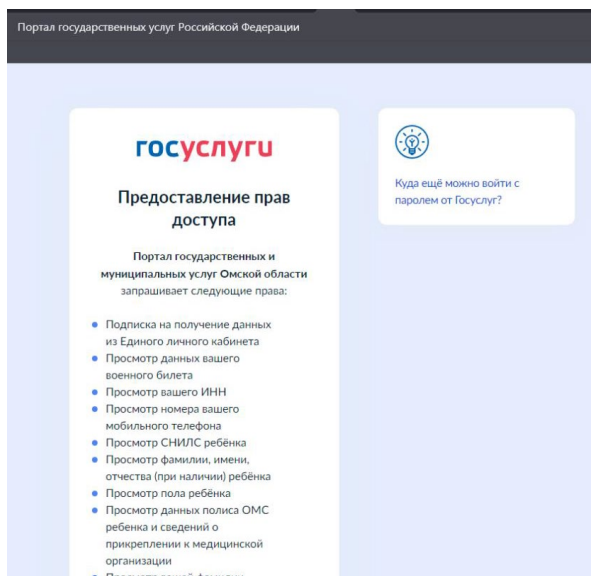 Портал государственных услуг Российской Федерации
госуслуги
Предоставление прав
доступа
Портал государственных и
муниципальных услуг Омской области
запрашивает следующие права:
Подписка на получение данных
из Единого личного кабинета
Просмотр данных вашего
военного билета
Просмотр вашего ИНН
Просмотр номера вашего
мобильного телефона
Просмотр СНИЛС ребёнка
Просмотр фамилии, имени,
отчества (при наличии) ребёнка
Просмотр пола ребёнка
Просмотр данных полиса ОМС
ребенка и сведений о
прикреплении к медицинской
организации
Куда ещё можно войти с
паролем от Госуслуг?